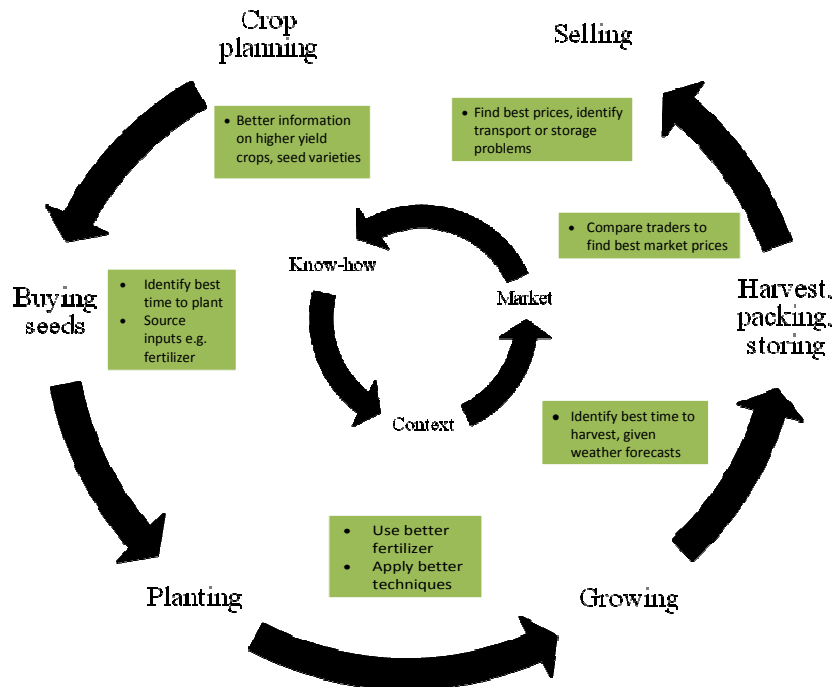 Crop
planning
Selling
• Better information
on higher yield
crops, seed varieties
• Find best prices, identify
transport or storage
problems
• Compare traders to
find best market prices
Know-how
Market
Context
Buying
seeds
• Identify best
time to plant
• Source
inputs e.g.
fertilizer
Harvest,
packing,
storing
• Identify best time to
harvest, given
weather forecasts
• Use better
fertilizer
• Apply better
techniques
Planting
Growing